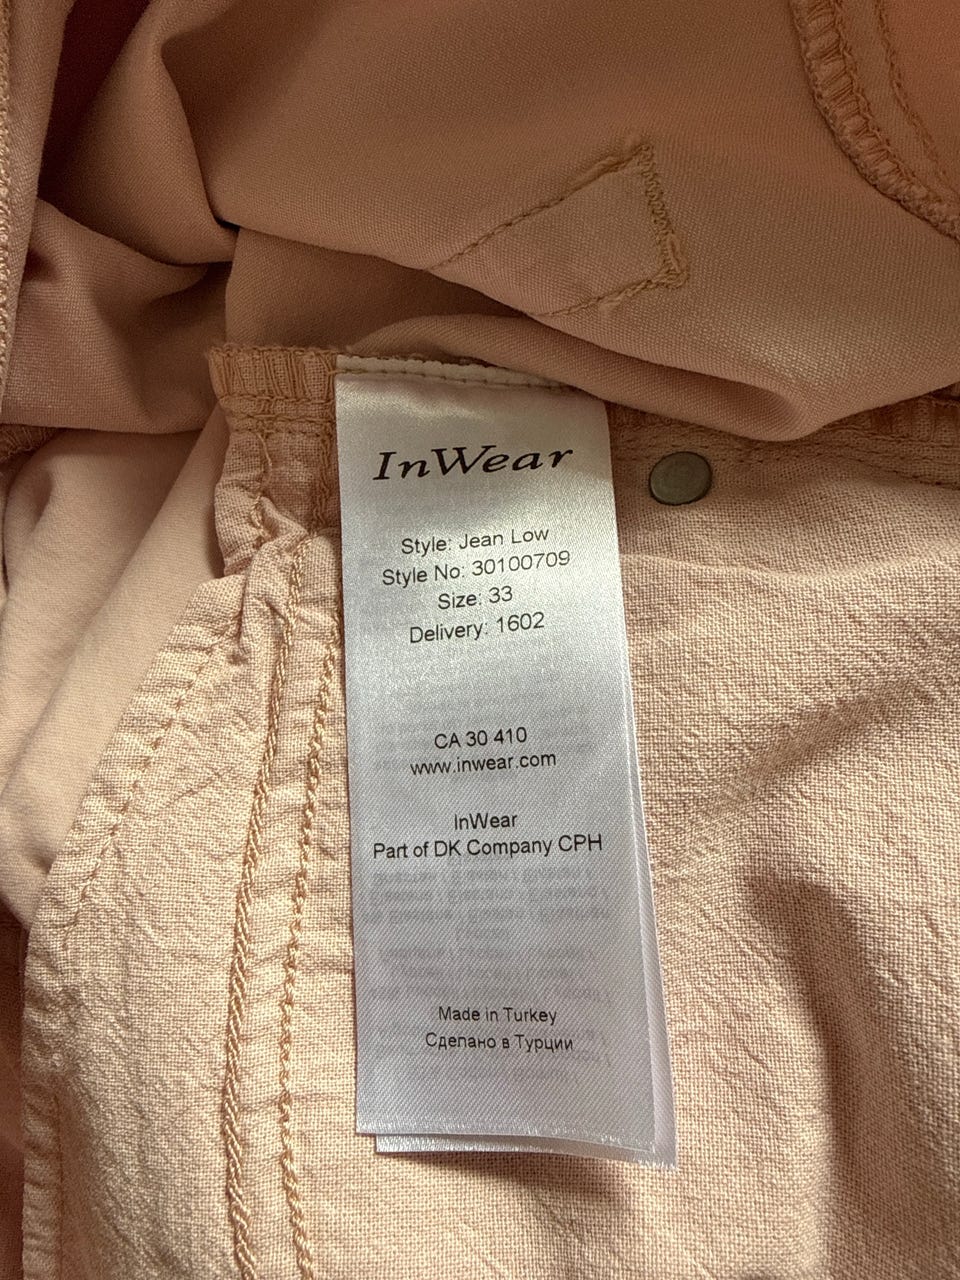 InWear
Style: Jean Low
Style No: 30100709
Size: 33
Delivery: 1602
CA 30 410
www.inwear.com
InWear
Part of DK Company CPH
Made in Turkey
Сделано в Турции